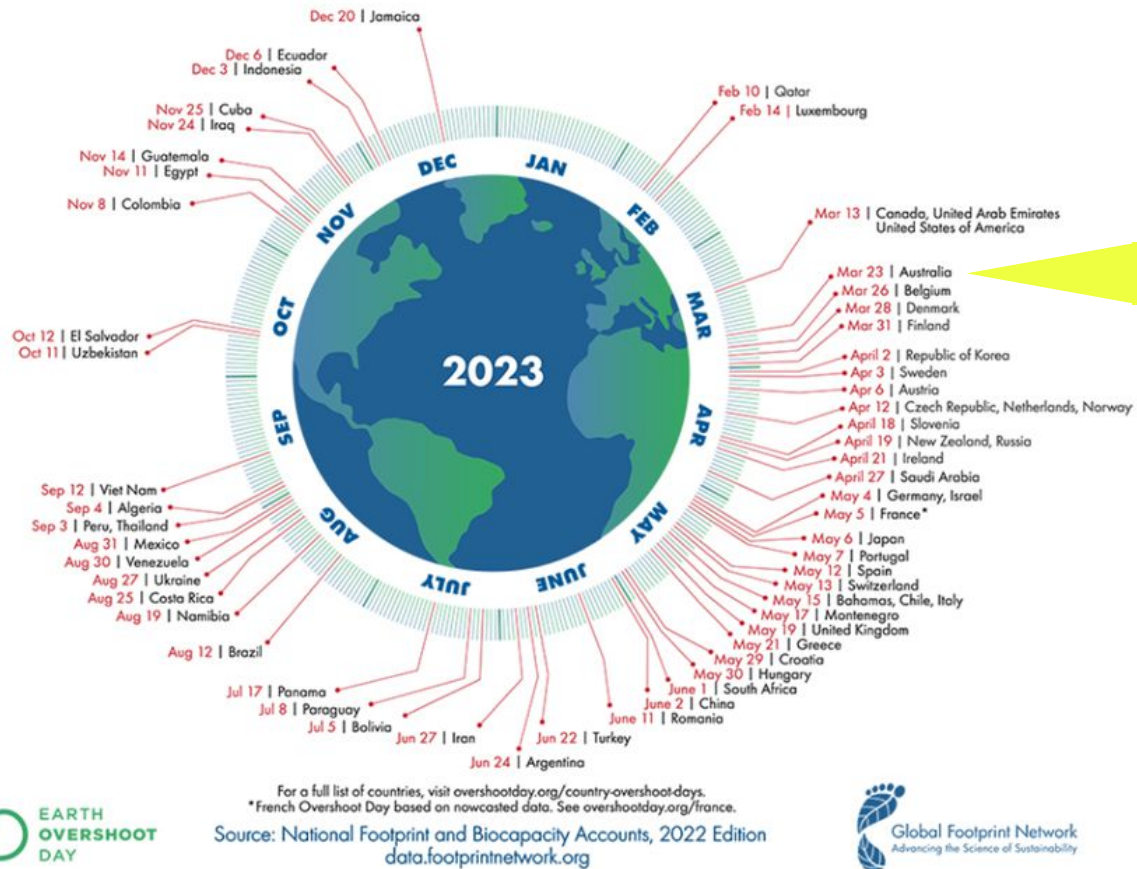 Dec 20 | Jamaica
Dec 6 | Ecuador
Dec 3 | Indonesia
Nov 25 | Cuba
Nov 24 | Iraq
Nov 14 | Guatemala
Nov 11 | Egypt
Nov 8 | Colombia
Oct 12 | El Salvador
Oct 11 | Uzbekistan
Sep 12 | Viet Nam
Sep 4 | Algeria
Sep 3 | Peru, Thailand
Aug 31 | Mexico
Aug 30 | Venezuela
Aug 27 | Ukraine
Aug 25 | Costa Rica
Aug 19 | Namibia
Aug 12 | Brazil
Jul 17 | Panama
Jul 8 | Paraguay
Jul 5 | Bolivia
Jun 27 | Iran
Jun 24 | Argentina
Jun 22 | Turkey
JAN
FEB
MAR
APR
MAY
JUNE
JULY
AUG
SEP
OCT
NOV
DEC
2023
Feb 10 | Qatar
Feb 14 | Luxembourg
Mar 13 | Canada, United Arab Emirates
United States of America
Mar 23 | Australia
Mar 26 | Belgium
Mar 28 | Denmark
Mar 31 | Finland
April 2 | Republic of Korea
Apr 3 | Sweden
Apr 6 | Austria
Apr 12 | Czech Republic, Netherlands, Norway
April 18 | Slovenia
April 19 | New Zealand, Russia
April 21 | Ireland
April 27 | Saudi Arabia
May 4 | Germany, Israel
May 5 | France*
May 6 | Japan
May 7 | Portugal
May 12 | Spain
May 13 | Switzerland
May 15 | Bahamas, Chile, Italy
May 17 | Montenegro
May 19 | United Kingdom
May 21 | Greece
May 29 | Croatia
May 30 | Hungary
June 1 | South Africa
June 2 | China
June 11 | Romania
For a full list of countries, visit overshootday.org/country-overshoot-days.
*French Overshoot Day based on nowcasted data. See overshootday.org/france.
Source: National Footprint and Biocapacity Accounts, 2022 Edition
data.footprintnetwork.org
EARTH
OVERSHOOT
DAY
Global Footprint Network
Advancing the Science of Sustainability